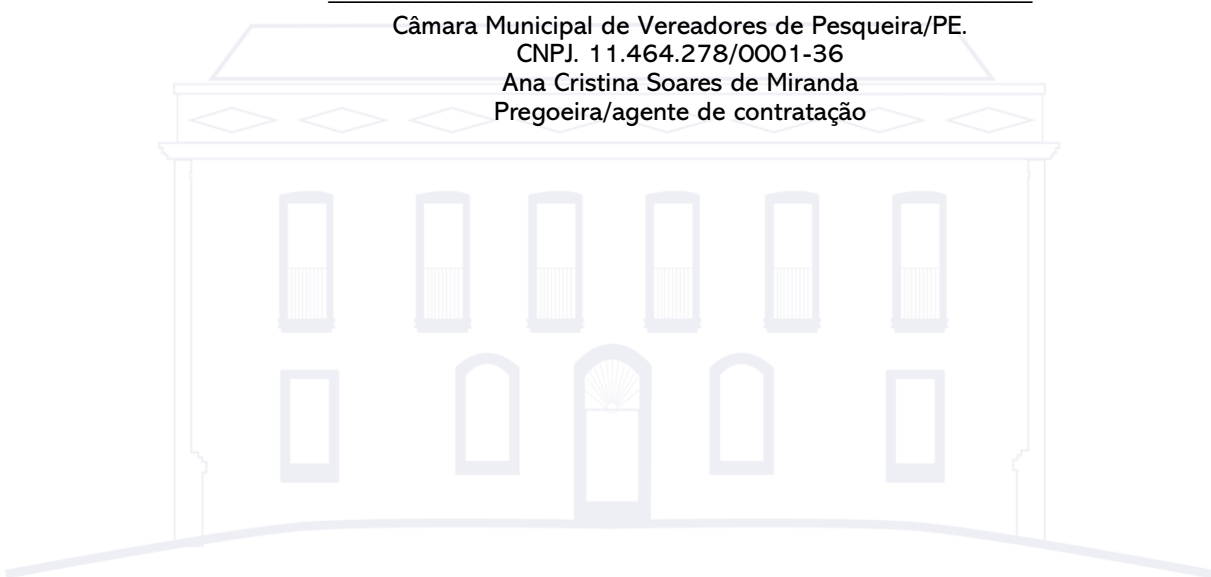 Câmara Municipal de Vereadores de Pesqueira/PE.
CNPJ. 11.464.278/0001-36
Ana Cristina Soares de Miranda
Pregoeira/agente de contratação